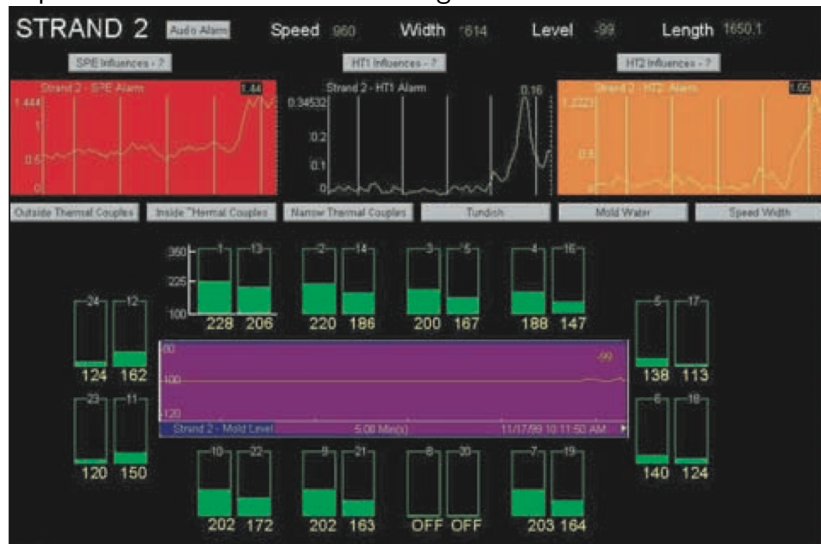 STRAND 2 Audio Alarm Speed 960 Width 1614 Level -99 Length 1650.1
SPE Influences - ? HT1 Influences - ? HT2 Influences - ?
Strand 2 - SPE Alarm 1.44 Strand 2 - HT1 Alarm 0.16 Strand 2 - HT2 Alarm 1.05
1.444 0.34532
1 0.2
0.5 0.1 0.5
0 0 0
Outside Thermal Couples Inside Thermal Couples Narrow Thermal Couples Tundish Mold Water Speed Width
360 1 13 2 14 3 15 4 16
225
100
228 206 220 186 200 167 188 147
24 12 5 17
124 162 138 113
-99
-100
-120
Strand 2 - Mold Level 5.00 Min(s) 11/17/99 10:11:50 AM
23 11 6 18
120 150 140 124
10 22 9 21 8 20 7 19
202 172 202 163 OFF OFF 203 164